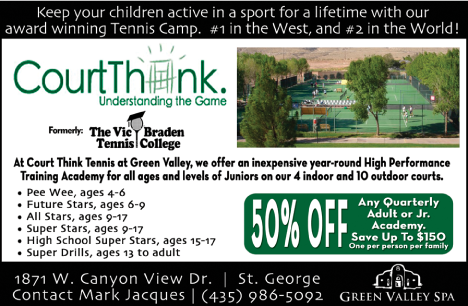 Keep your children active in a sport for a lifetime with our
award winning Tennis Camp. #1 in the West, and #2 in the World!
CourtThink.
Understanding the Game
Formerly: The Vic Braden
Tennis College
At Court Think Tennis at Green Valley, we offer an inexpensive year-round High Performance
Training Academy for all ages and levels of Juniors on our 4 indoor and 10 outdoor courts.
• Pee Wee, ages 4-6
• Future Stars, ages 6-9
• All Stars, ages 9-17
• Super Stars, ages 9-17
• High School Super Stars, ages 15-17
• Super Drills, ages 13 to adult
50% OFF
Any Quarterly
Adult or Jr.
Academy.
Save Up To $150
One per person per family
1871 W. Canyon View Dr. | St. George
Contact Mark Jacques | (435) 986-5092
GREEN VALLEY SPA